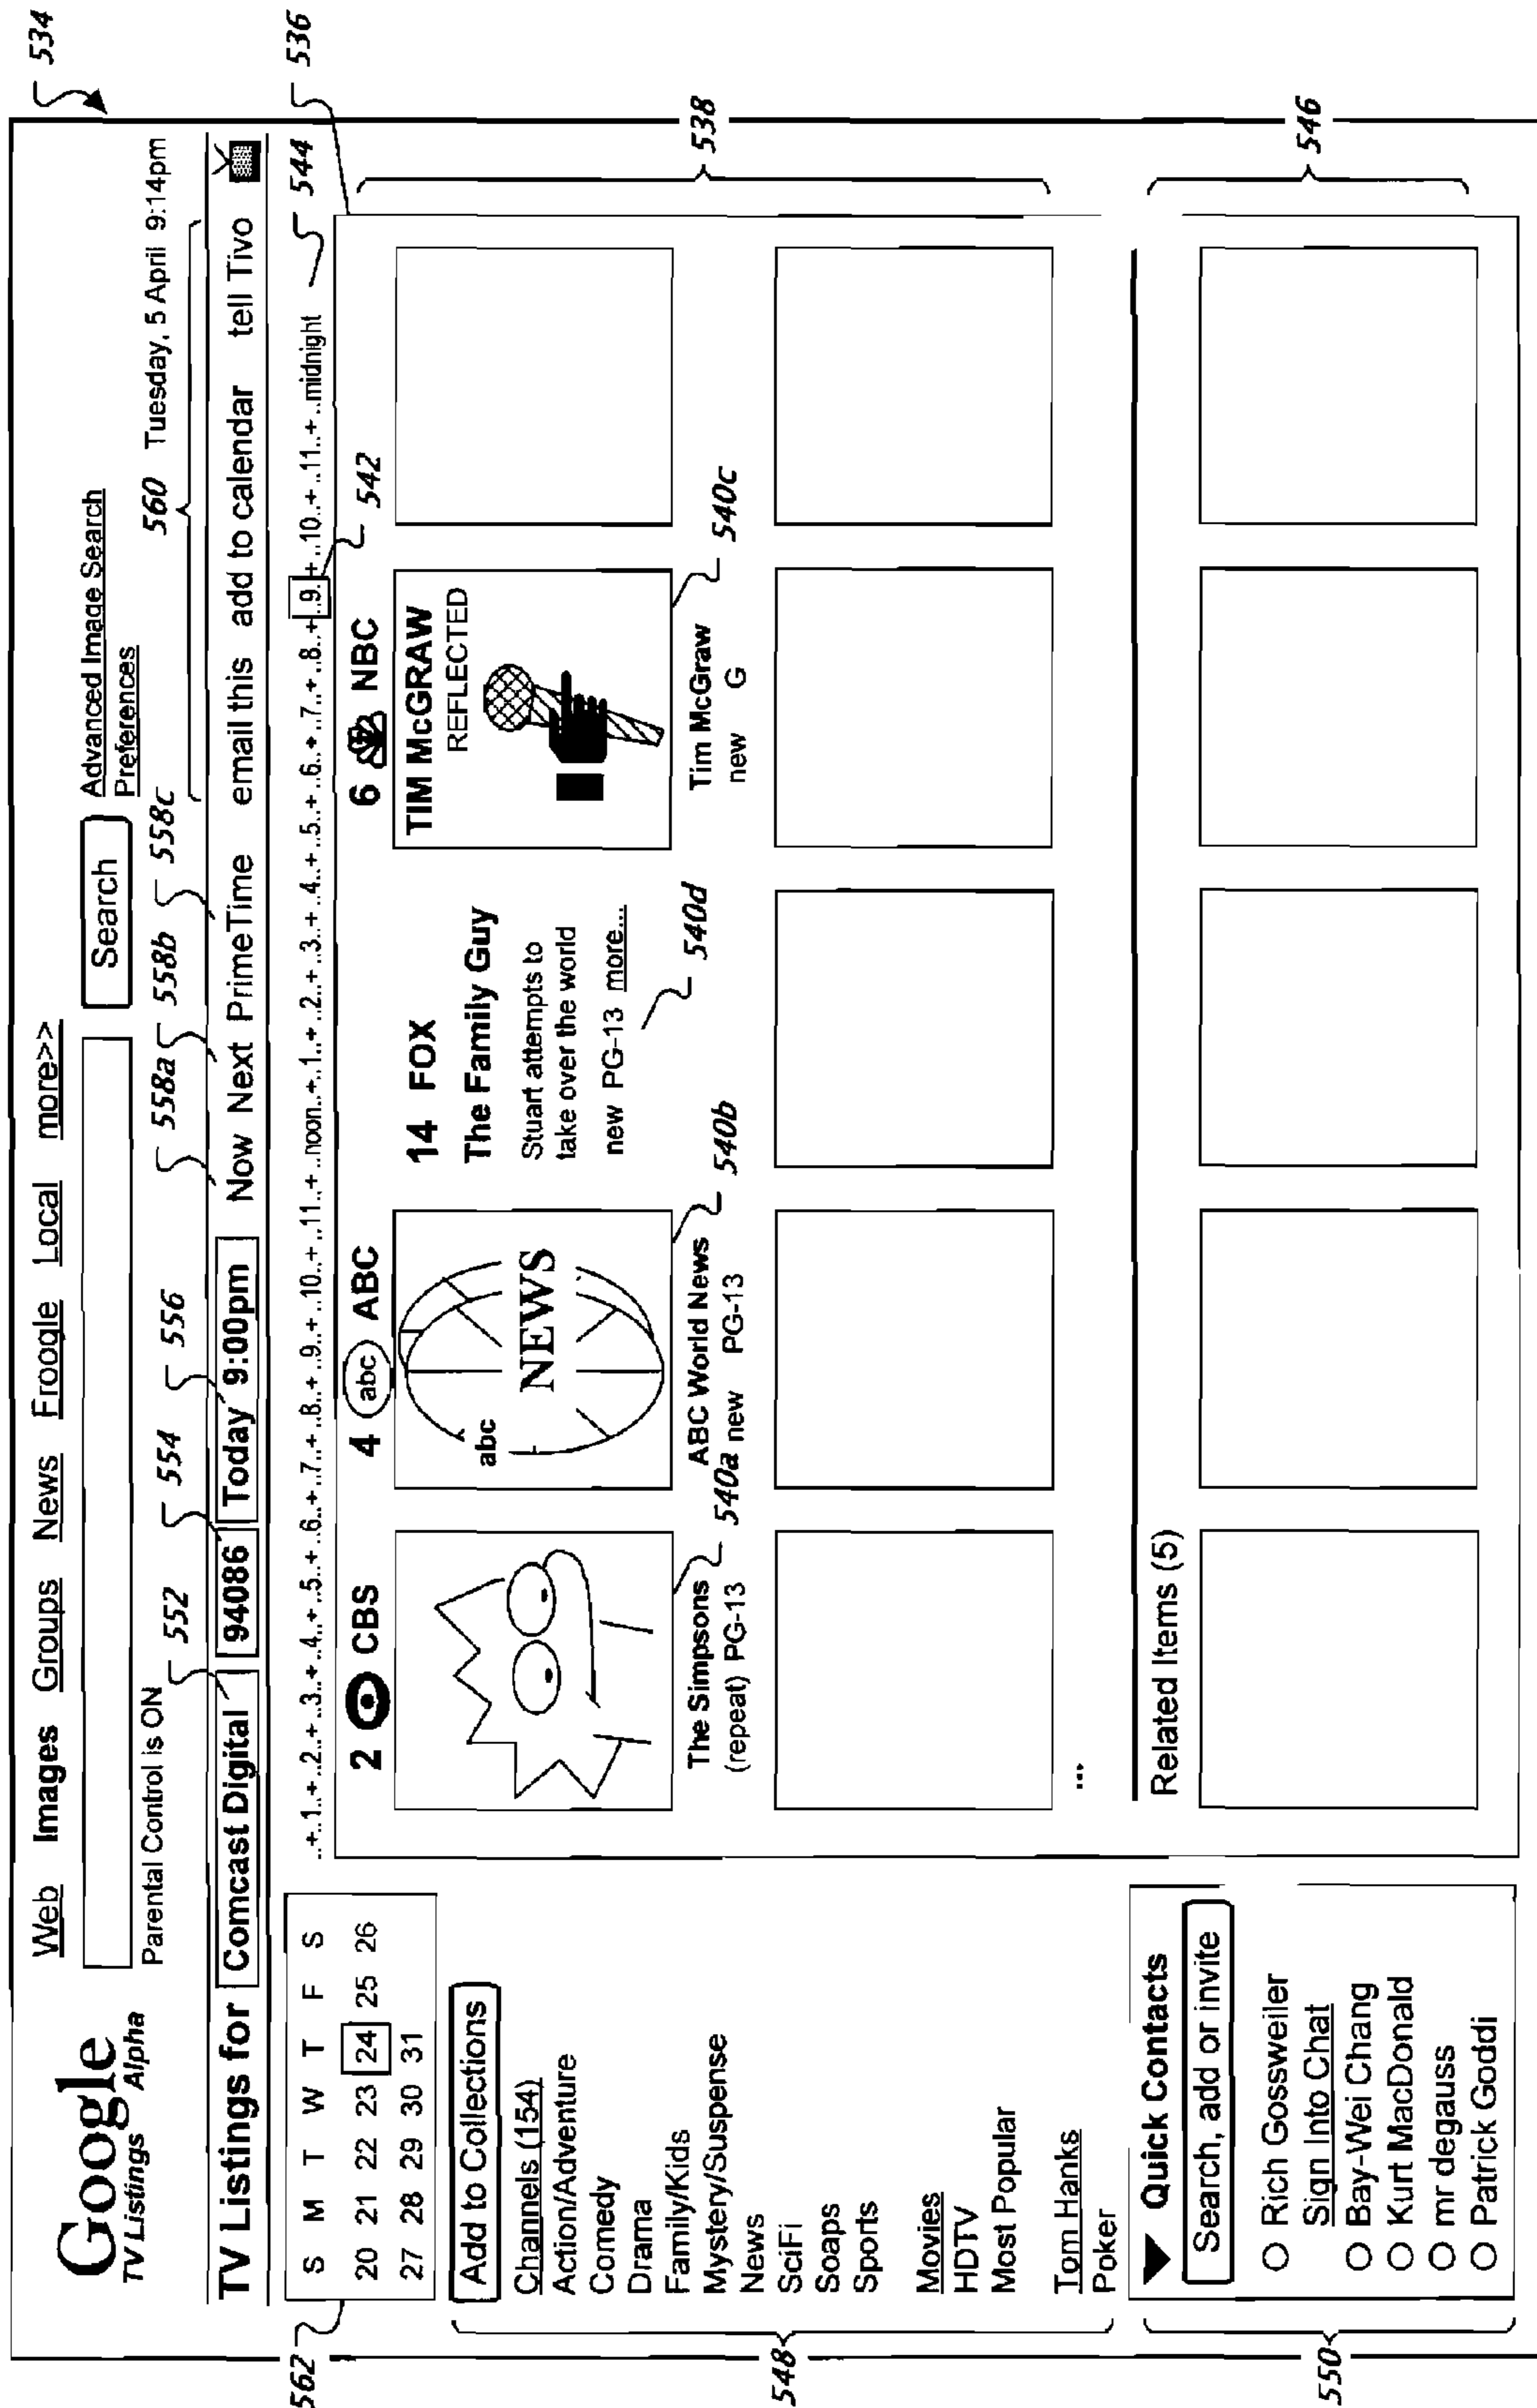 534
Web Images Groups News Froogle Local more>>
Google
TV Listings Alpha
Search
Advanced Image Search
Preferences
Parental Control is ON
552
554
556
558a
558b
558c
560 Tuesday, 5 April 9:14pm
TV Listings for Comcast Digital 94086 Today 9:00pm Now Next PrimeTime email this add to calendar tell Tivo
562
S M T W T F S
20 21 22 23 24 25 26
27 28 29 30 31
..+..1..+..2..+..3..+..4..+..5..+..6..+..7..+..8..+..9..+..10..+..11..+..noon..+..1..+..2..+..3..+..4..+..5..+..6..+..7..+..8..+..9..+..10..+..11..+..midnight
544
536
542
2 CBS
4 abc ABC
14 FOX
6 NBC
abc
NEWS
The Family Guy
Stuart attempts to
take over the world
new PG-13 more...
540d
TIM McGRAW
REFLECTED
538
The Simpsons
(repeat) PG-13
540a
ABC World News
new PG-13
540b
Tim McGraw
new G
540c
...
Related Items (5)
546
Add to Collections
Channels (154)
Action/Adventure
Comedy
Drama
Family/Kids
Mystery/Suspense
News
SciFi
Soaps
Sports
Movies
HDTV
Most Popular
Tom Hanks
Poker
548
Quick Contacts
Search, add or invite
Rich Gossweiler
Sign Into Chat
Bay-Wei Chang
Kurt MacDonald
mr degauss
Patrick Goddi
550